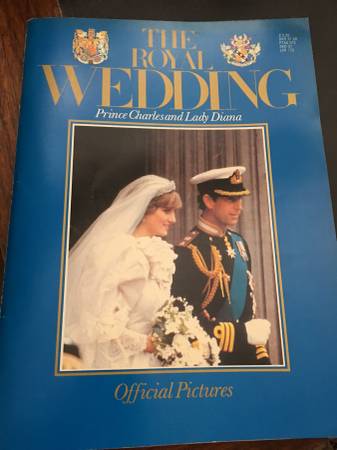 THE
ROYAL
WEDDING
Prince Charles and Lady Diana
Official Pictures